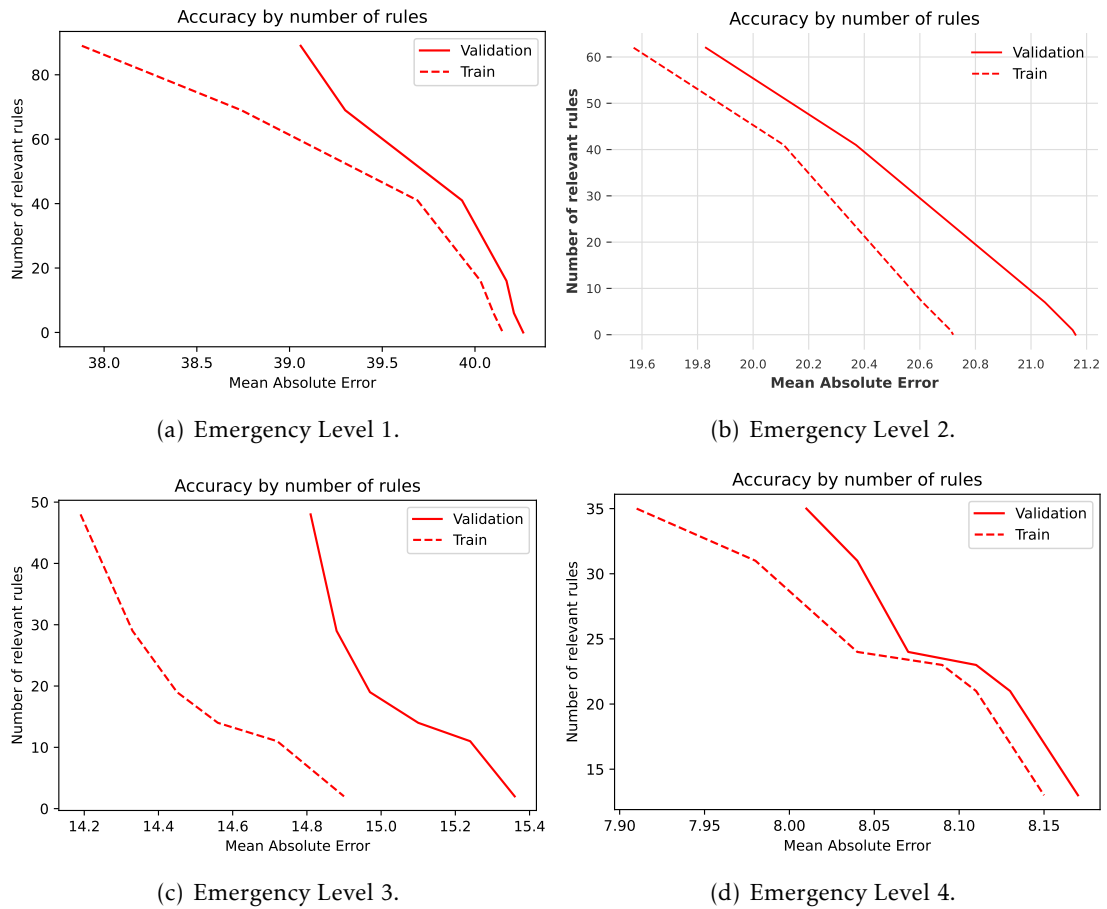 Accuracy by number of rules
Validation
Train
Number of relevant rules
80
60
40
20
0
38.0 38.5 39.0 39.5 40.0
Mean Absolute Error
(a) Emergency Level 1.
Accuracy by number of rules
Validation
Train
Number of relevant rules
60
50
40
30
20
10
0
19.6 19.8 20.0 20.2 20.4 20.6 20.8 21.0 21.2
Mean Absolute Error
(b) Emergency Level 2.
Accuracy by number of rules
Validation
Train
Number of relevant rules
50
40
30
20
10
0
14.2 14.4 14.6 14.8 15.0 15.2 15.4
Mean Absolute Error
(c) Emergency Level 3.
Accuracy by number of rules
Validation
Train
Number of relevant rules
35
30
25
20
15
7.90 7.95 8.00 8.05 8.10 8.15
Mean Absolute Error
(d) Emergency Level 4.